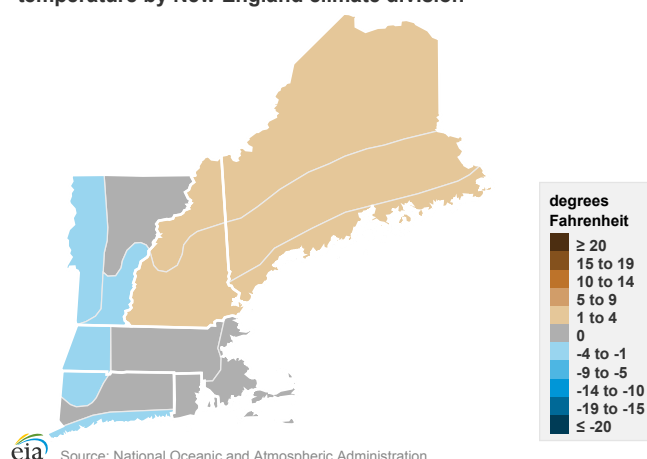 temperature by New England climate division
degrees
Fahrenheit
≥ 20
15 to 19
10 to 14
5 to 9
1 to 4
0
-4 to -1
-9 to -5
-14 to -10
-19 to -15
≤ -20
eia Source: National Oceanic and Atmospheric Administration